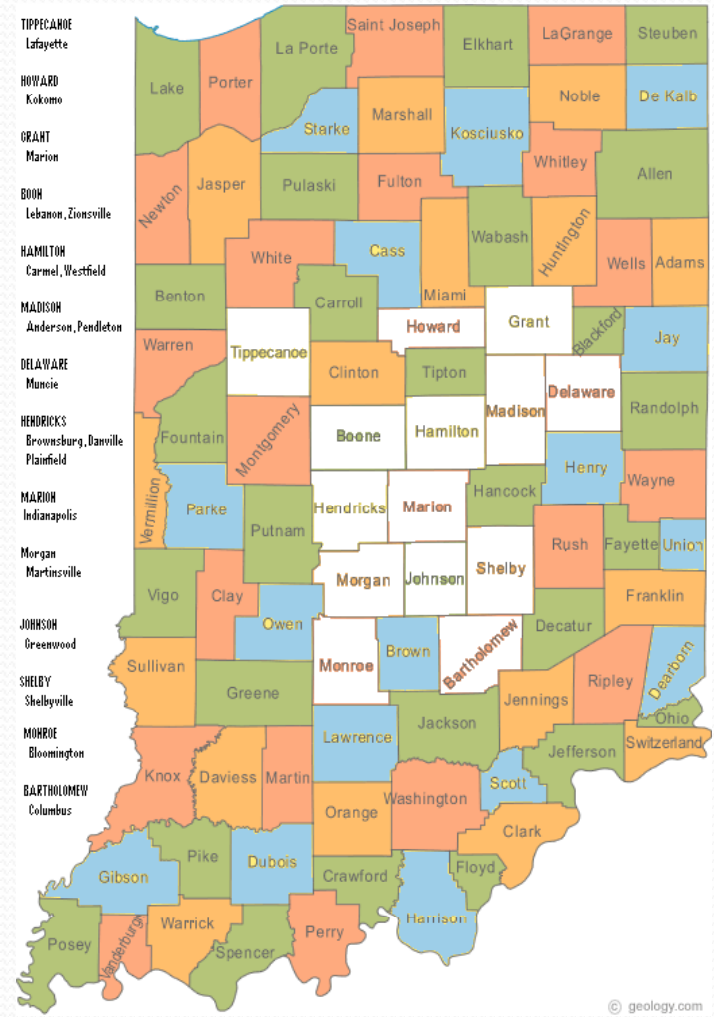 TIPPECANOE
Lafayette
HOWARD
Kokomo
GRANT
Marion
BOON
Lebanon, Zionsville
HAMILTON
Carmel, Westfield
MADISON
Anderson, Pendleton
DELAWARE
Muncie
HENDRICKS
Brownsburg, Danville
Plainfield
MARION
Indianapolis
Morgan
Martinsville
JOHNSON
Greenwood
SHELBY
Shelbyville
MONROE
Bloomington
BARTHOLOMEW
Columbus
Lake
Porter
La Porte
Saint Joseph
Elkhart
LaGrange
Steuben
Starke
Marshall
Kosciusko
Noble
De Kalb
Newton
Jasper
Pulaski
Fulton
Whitley
Allen
White
Cass
Miami
Wabash
Huntington
Wells
Adams
Benton
Carroll
Howard
Grant
Blackford
Jay
Warren
Tippecanoe
Clinton
Tipton
Madison
Delaware
Randolph
Fountain
Montgomery
Boone
Hamilton
Henry
Wayne
Vermillion
Parke
Putnam
Hendricks
Marion
Hancock
Rush
Fayette
Union
Vigo
Clay
Owen
Morgan
Johnson
Shelby
Franklin
Decatur
Sullivan
Greene
Monroe
Brown
Bartholomew
Jennings
Ripley
Dearborn
Ohio
Switzerland
Knox
Daviess
Martin
Lawrence
Jackson
Scott
Jefferson
Orange
Washington
Clark
Gibson
Pike
Dubois
Crawford
Harrison
Floyd
Posey
Vanderburg
Warrick
Spencer
Perry
© geology.com